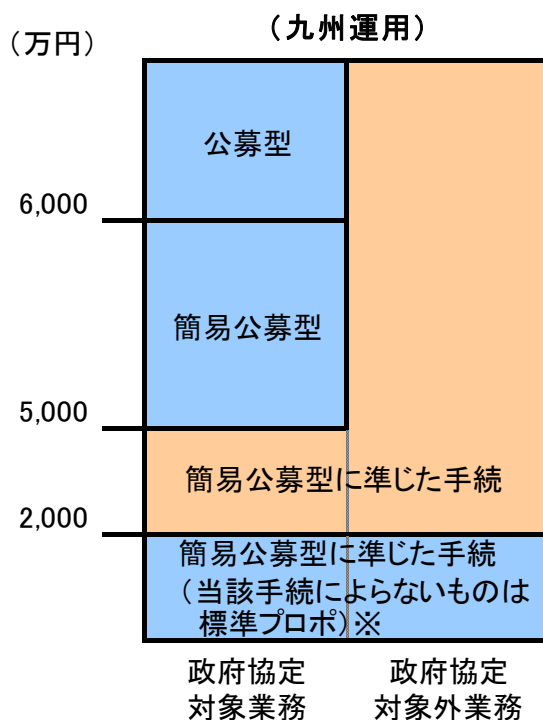 （九州運用）
（万円）
公募型
6,000
簡易公募型
5,000
簡易公募型に準じた手続
2,000
簡易公募型に準じた手続
（当該手続によらないものは
標準プロポ）※
政府協定
対象業務
政府協定
対象外業務